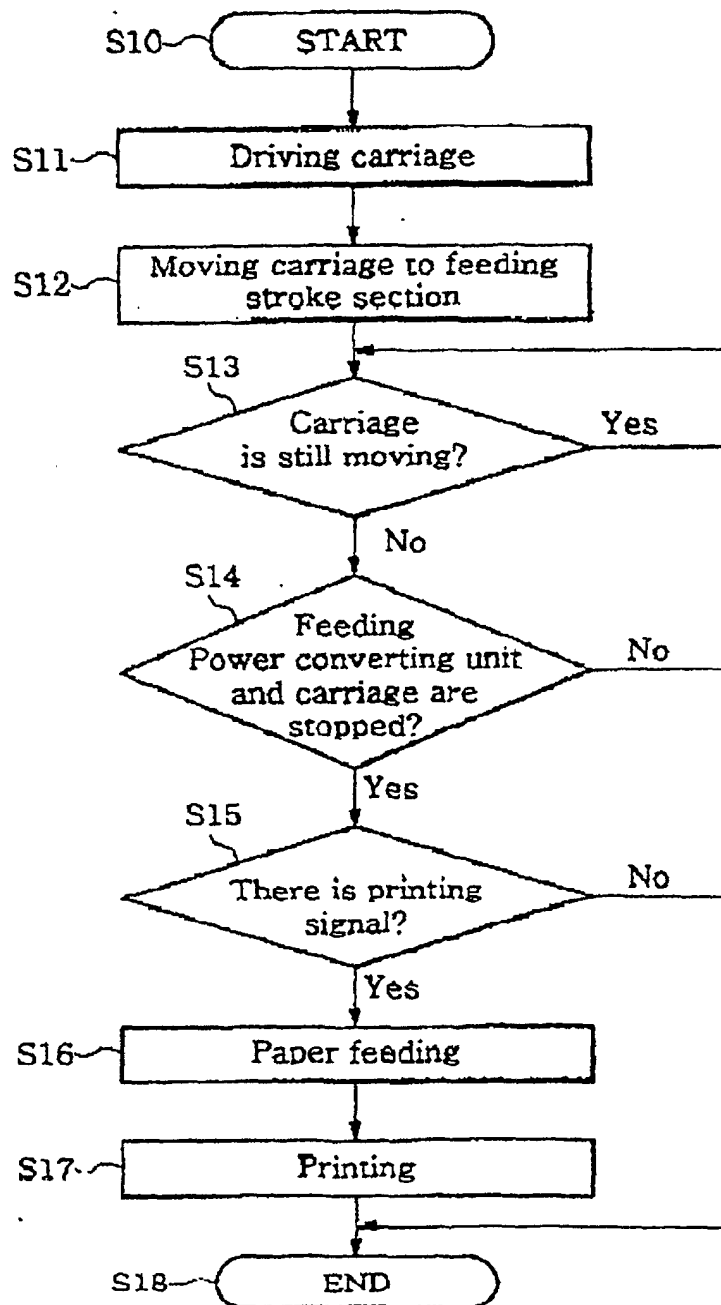 S10
START
S11
Driving carriage
S12
Moving carriage to feeding
stroke section
S13
Carriage
is still moving?
Yes
No
S14
Feeding
Power converting unit
and carriage are
stopped?
No
Yes
S15
There is printing
signal?
No
Yes
S16
Paper feeding
S17
Printing
S18
END